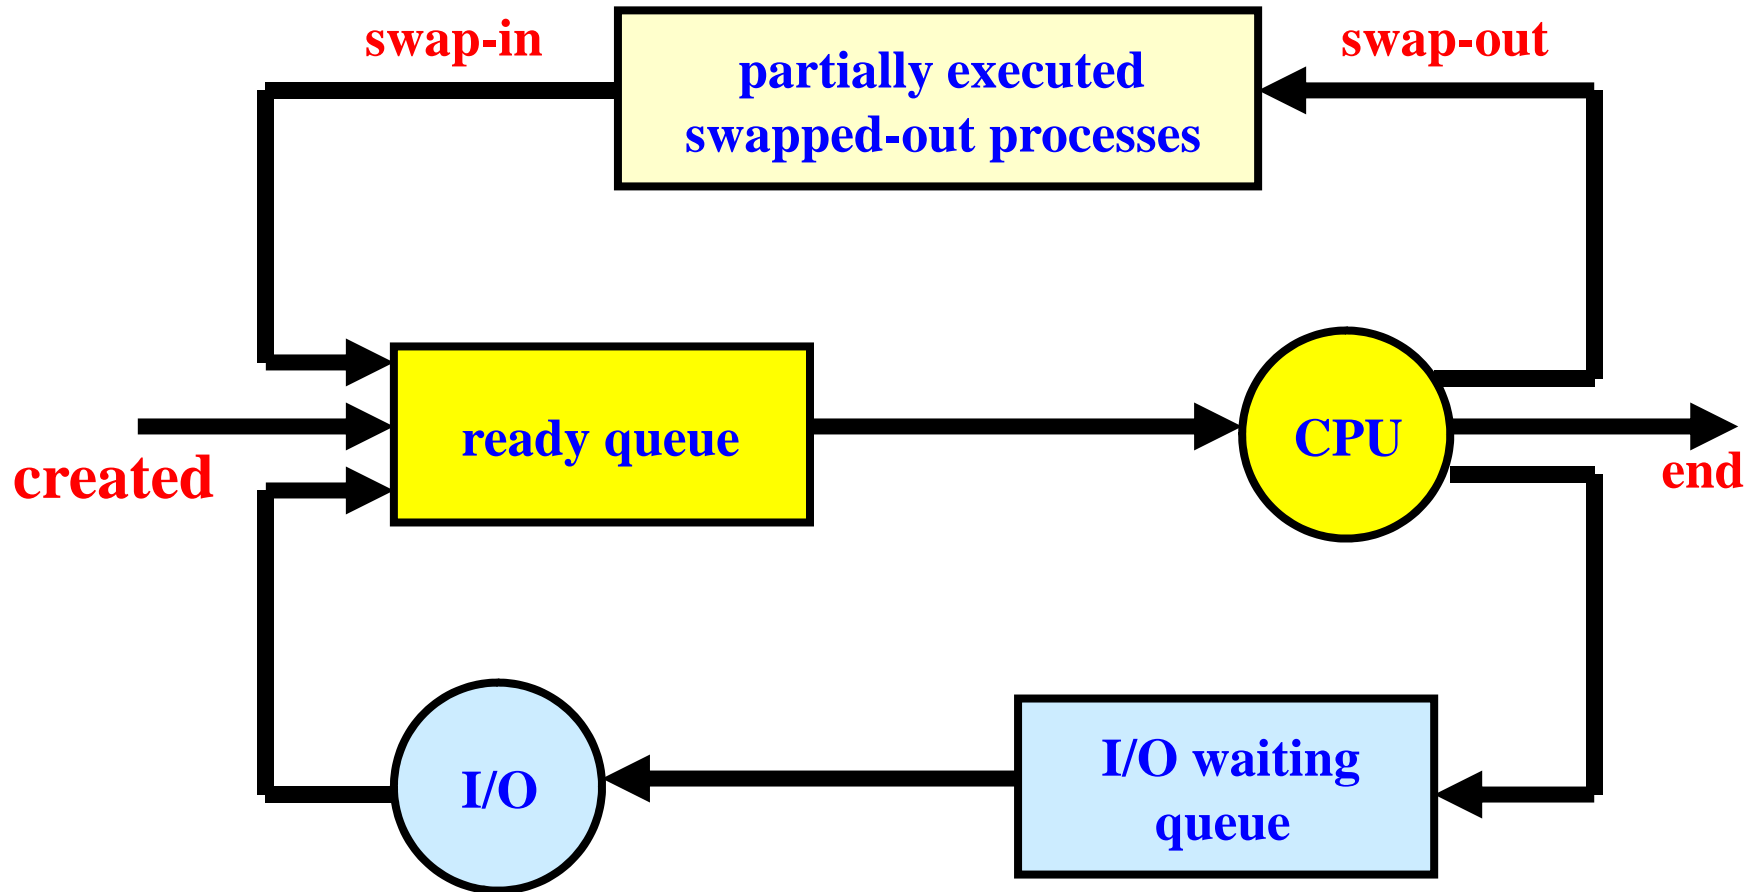 swap-in
partially executed
swapped-out processes
swap-out
created
ready queue
CPU
end
I/O
I/O waiting
queue